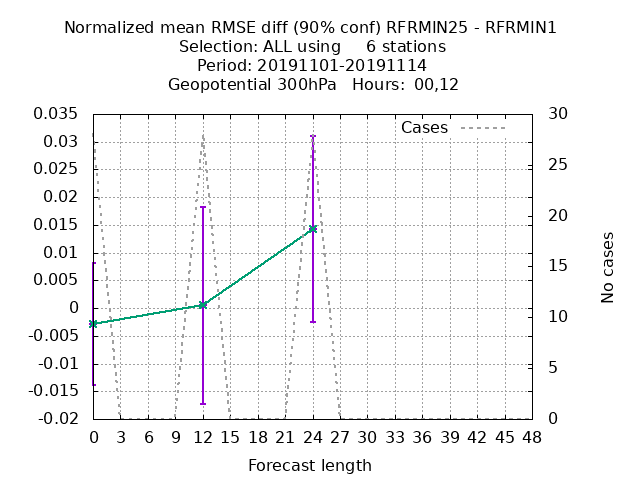 Normalized mean RMSE diff (90% conf) RFRMIN25 - RFRMIN1
Selection: ALL using     6 stations
Period: 20191101-20191114
Geopotential 300hPa   Hours:  00,12
Cases
0.035
0.03
0.025
0.02
0.015
0.01
0.005
0
-0.005
-0.01
-0.015
-0.02
30
25
20
15
10
5
0
No cases
0 3 6 9 12 15 18 21 24 27 30 33 36 39 42 45 48
Forecast length